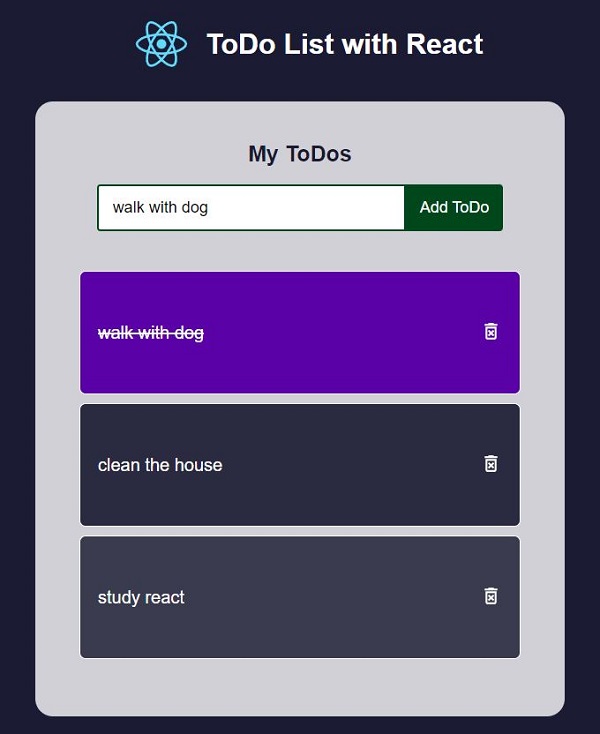 ToDo List with React
My ToDos
walk with dog
Add ToDo
walk with dog
clean the house
study react